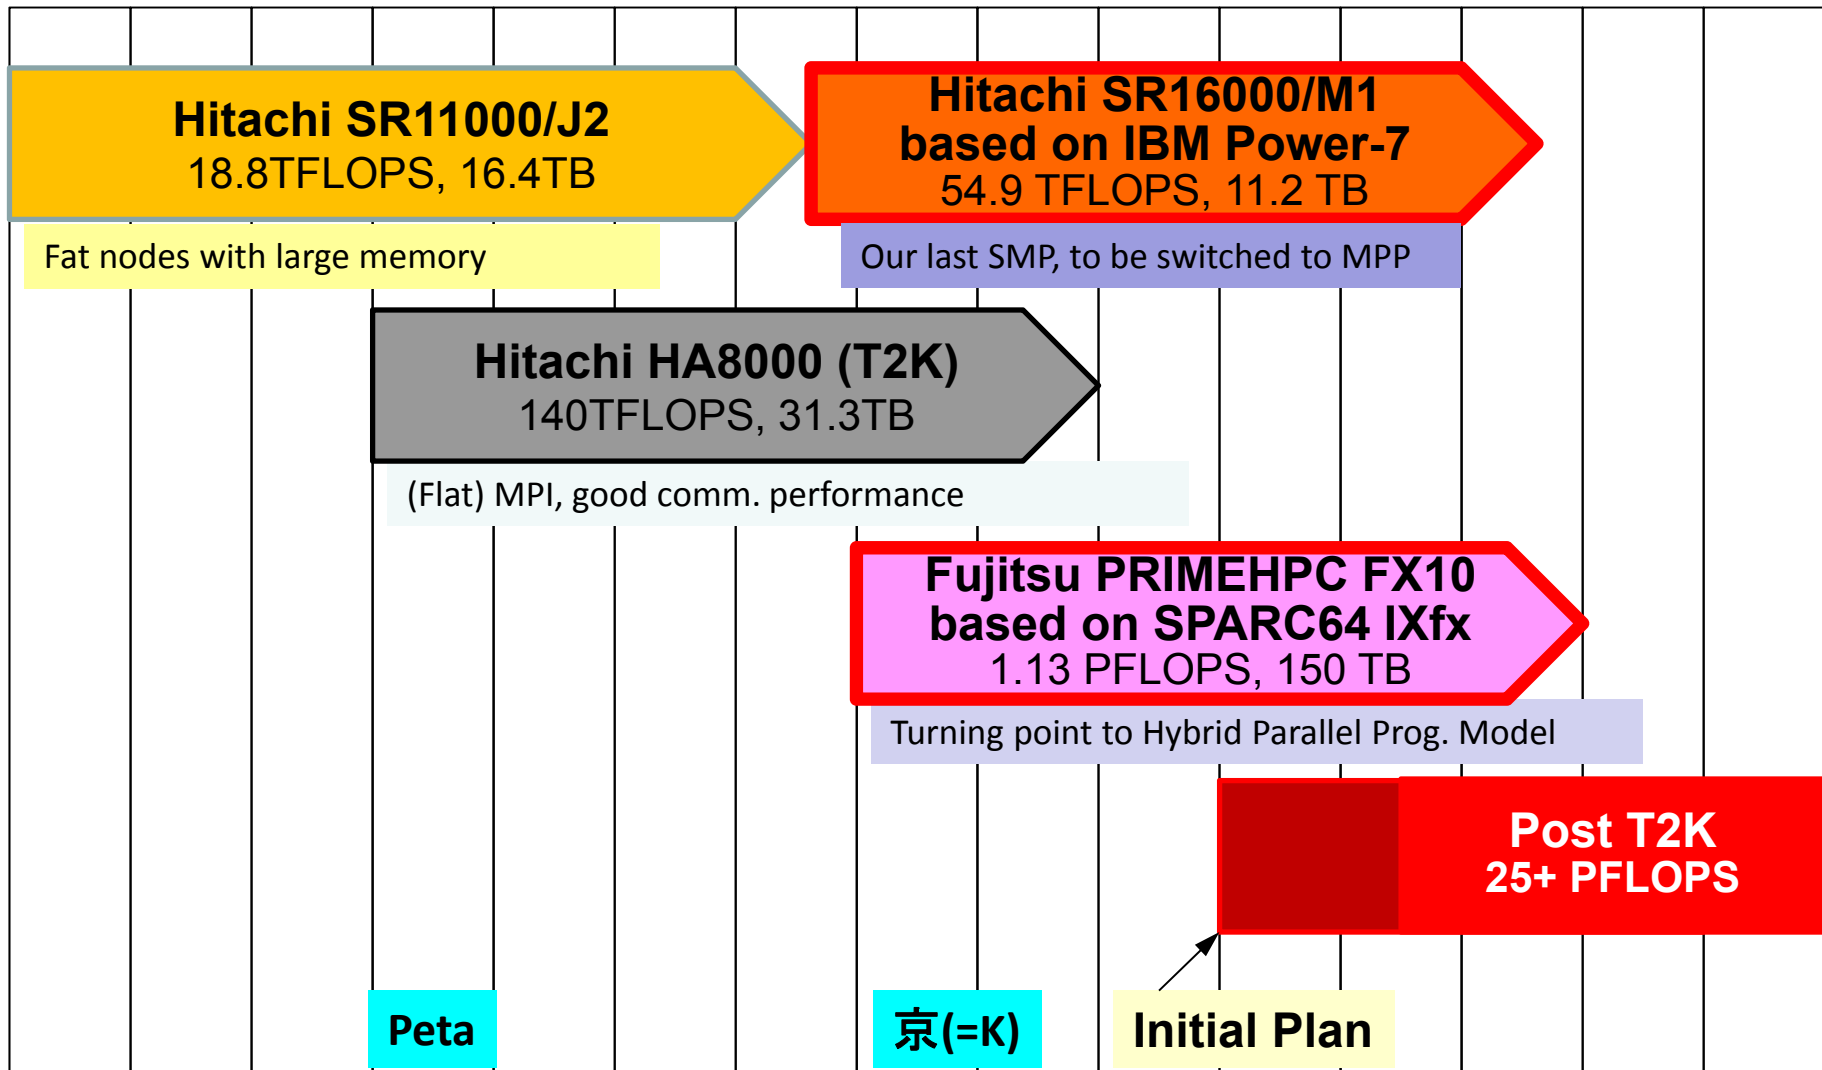 Hitachi SR11000/J2
18.8TFLOPS, 16.4TB
Fat nodes with large memory
Hitachi SR16000/M1
based on IBM Power-7
54.9 TFLOPS, 11.2 TB
Our last SMP, to be switched to MPP
Hitachi HA8000 (T2K)
140TFLOPS, 31.3TB
(Flat) MPI, good comm. performance
Fujitsu PRIMEHPC FX10
based on SPARC64 IXfx
1.13 PFLOPS, 150 TB
Turning point to Hybrid Parallel Prog. Model
Post T2K
25+ PFLOPS
Peta
京(=K)
Initial Plan